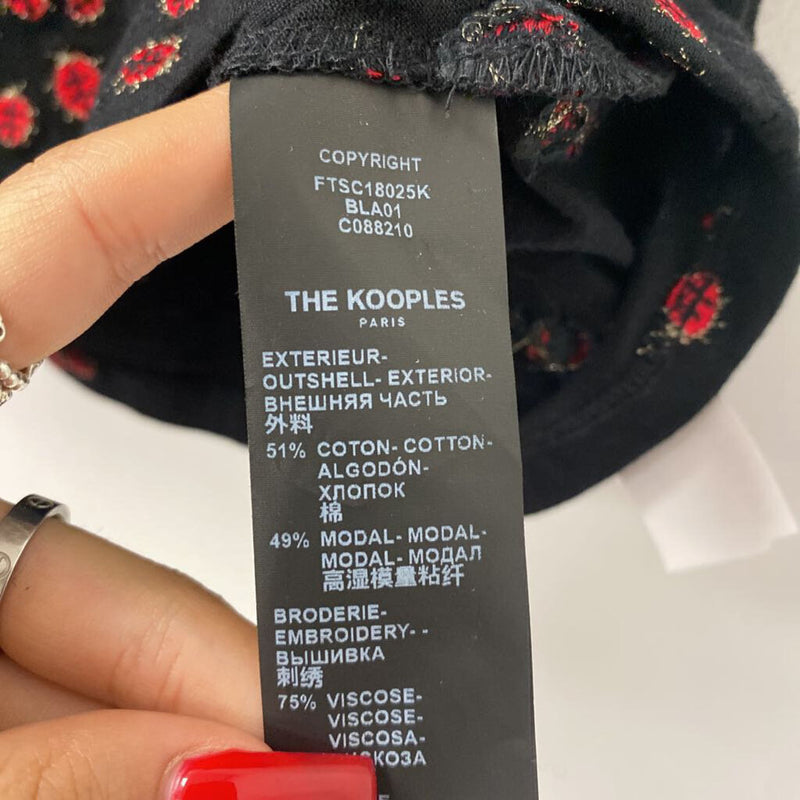 COPYRIGHT
FTSC18025K
BLA01
C088210
THE KOOPLES
PARIS
EXTERIEUR-
OUTSHELL- EXTERIOR-
ВНЕШНЯЯ ЧАСТЬ
外料
51% COTON- COTTON-
ALGODÓN-
ХЛОПОК
棉
49% MODAL- MODAL-
MODAL- МОДАЛ
高湿模量粘纤
BRODERIE-
EMBROIDERY- -
ВЫШИВКА
刺绣
75% VISCOSE-
VISCOSE-
VISCOSA-